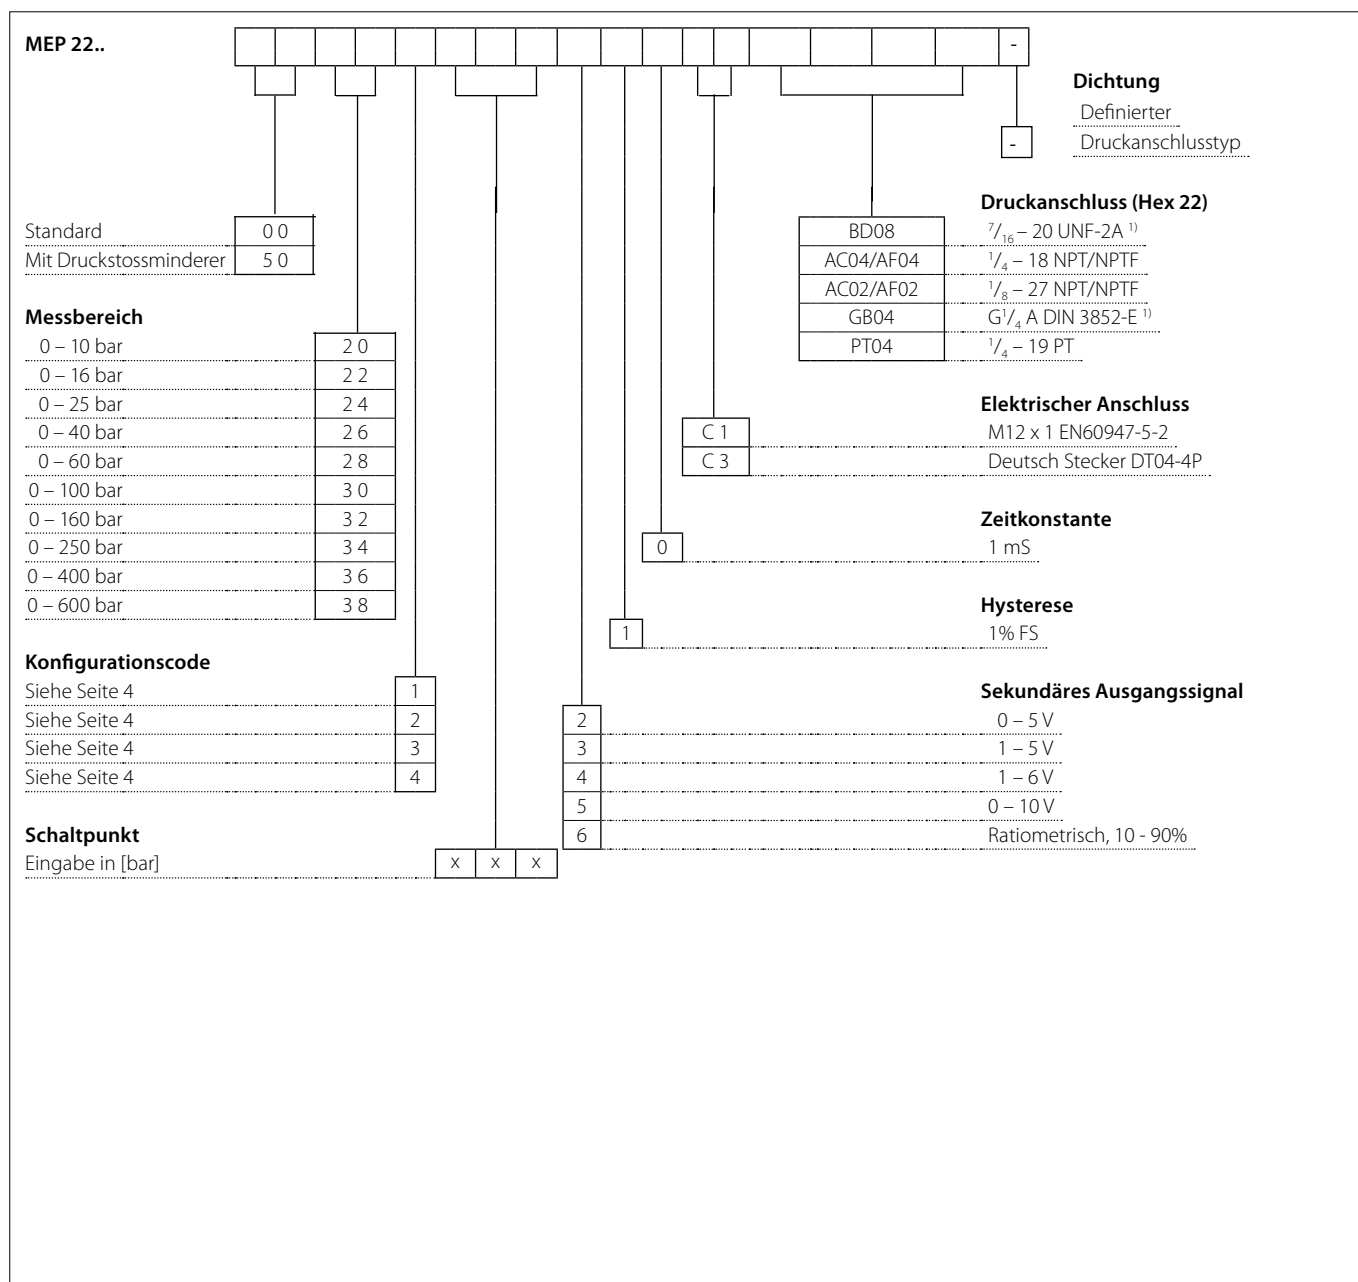 MEP 22..
-
Dichtung
Definierter
- Druckanschlusstyp
Druckanschluss (Hex 22)
Standard 0 0
Mit Druckstossminderer 5 0
BD08 7/16 – 20 UNF-2A 1)
AC04/AF04 1/4 – 18 NPT/NPTF
AC02/AF02 1/8 – 27 NPT/NPTF
GB04 G1/4 A DIN 3852-E 1)
PT04 1/4 – 19 PT
Messbereich
0 – 10 bar 2 0
0 – 16 bar 2 2
0 – 25 bar 2 4
0 – 40 bar 2 6
0 – 60 bar 2 8
0 – 100 bar 3 0
0 – 160 bar 3 2
0 – 250 bar 3 4
0 – 400 bar 3 6
0 – 600 bar 3 8
Elektrischer Anschluss
C 1 M12 x 1 EN60947-5-2
C 3 Deutsch Stecker DT04-4P
Zeitkonstante
0 1 mS
Hysterese
1 1% FS
Konfigurationscode
Siehe Seite 4 1
Siehe Seite 4 2
Siehe Seite 4 3
Siehe Seite 4 4
Sekundäres Ausgangssignal
2 0 – 5 V
3 1 – 5 V
4 1 – 6 V
5 0 – 10 V
6 Ratiometrisch, 10 - 90%
Schaltpunkt
Eingabe in [bar] x x x